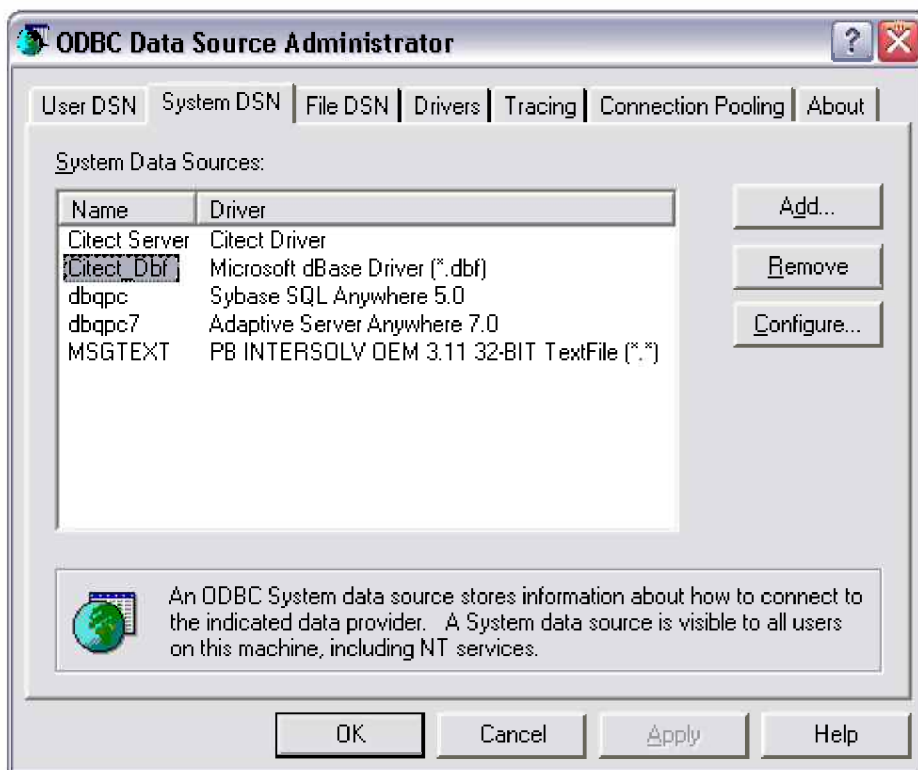 ODBC Data Source Administrator
User DSN System DSN File DSN Drivers Tracing Connection Pooling About
System Data Sources:
Name Driver
Citect Server Citect Driver
Citect_Dbf Microsoft dBase Driver (*.dbf)
dbqpc Sybase SQL Anywhere 5.0
dbqpc7 Adaptive Server Anywhere 7.0
MSGTEXT PB INTERSOLV OEM 3.11 32-BIT TextFile (*.*)
Add...
Remove
Configure...
An ODBC System data source stores information about how to connect to
the indicated data provider. A System data source is visible to all users
on this machine, including NT services.
OK Cancel Apply Help